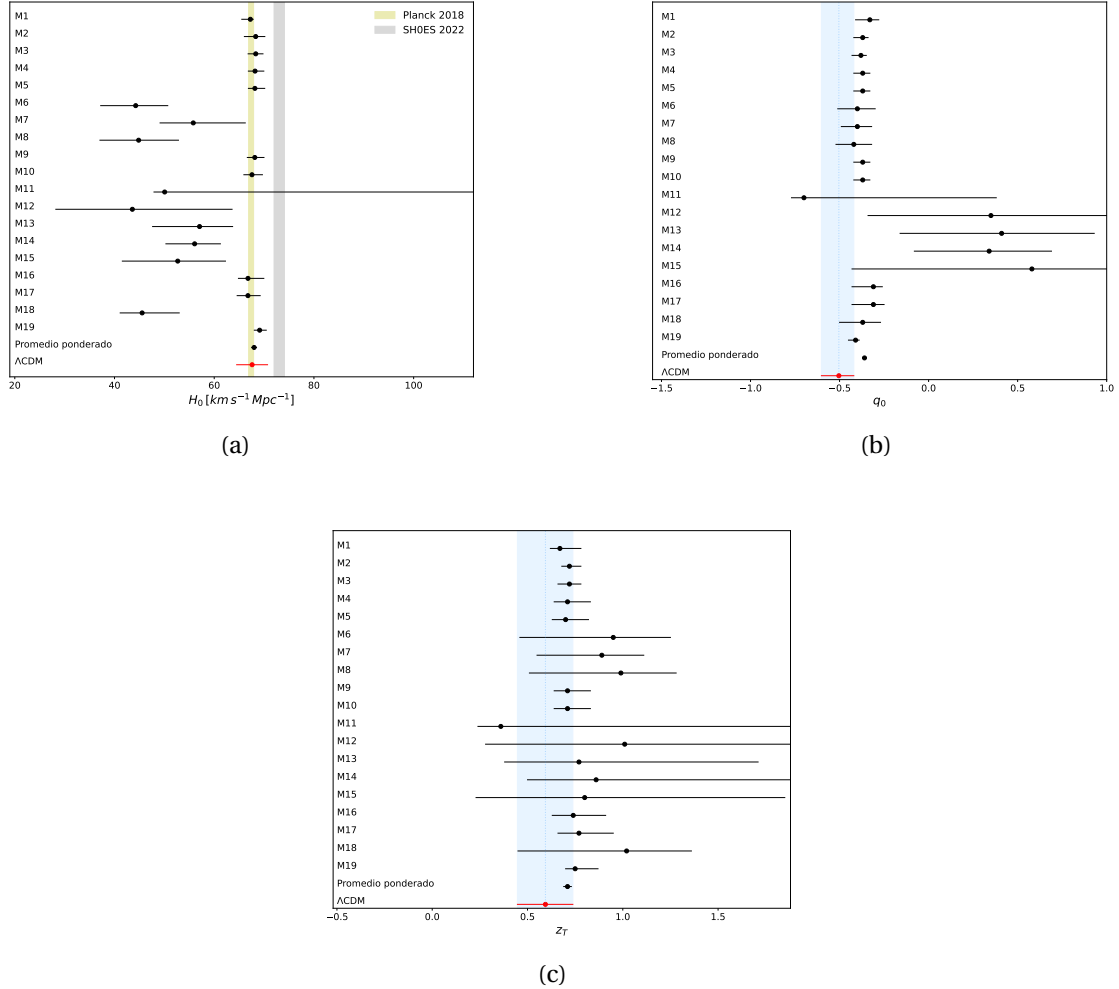 M1
M2
M3
M4
M5
M6
M7
M8
M9
M10
M11
M12
M13
M14
M15
M16
M17
M18
M19
Promedio ponderado
ΛCDM
Planck 2018
SH0ES 2022
20 40 60 80 100
H₀ [km s⁻¹ Mpc⁻¹]
(a)
M1
M2
M3
M4
M5
M6
M7
M8
M9
M10
M11
M12
M13
M14
M15
M16
M17
M18
M19
Promedio ponderado
ΛCDM
−1.5 −1.0 −0.5 0.0 0.5 1.0
q₀
(b)
M1
M2
M3
M4
M5
M6
M7
M8
M9
M10
M11
M12
M13
M14
M15
M16
M17
M18
M19
Promedio ponderado
ΛCDM
−0.5 0.0 0.5 1.0 1.5
z_T
(c)